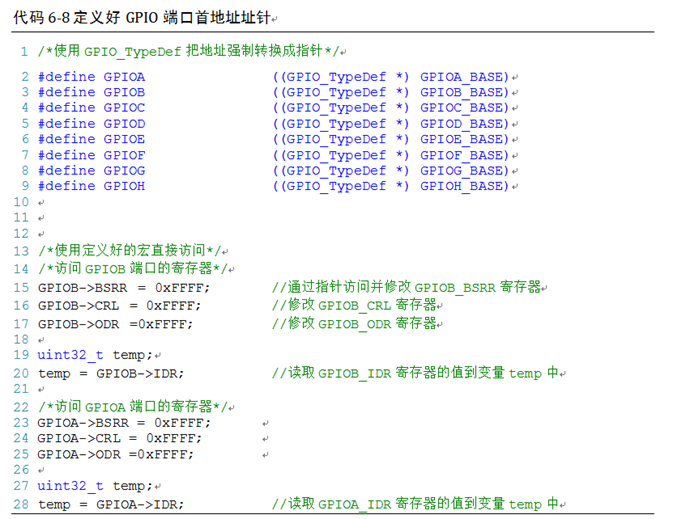 代码 6-8 定义好 GPIO 端口首地址址针
1 /*使用 GPIO_TypeDef 把地址强制转换成指针*/
2 #define GPIOA ((GPIO_TypeDef *) GPIOA_BASE)
3 #define GPIOB ((GPIO_TypeDef *) GPIOB_BASE)
4 #define GPIOC ((GPIO_TypeDef *) GPIOC_BASE)
5 #define GPIOD ((GPIO_TypeDef *) GPIOD_BASE)
6 #define GPIOE ((GPIO_TypeDef *) GPIOE_BASE)
7 #define GPIOF ((GPIO_TypeDef *) GPIOF_BASE)
8 #define GPIOG ((GPIO_TypeDef *) GPIOG_BASE)
9 #define GPIOH ((GPIO_TypeDef *) GPIOH_BASE)
10
11
12
13 /*使用定义好的宏直接访问*/
14 /*访问 GPIOB 端口的寄存器*/
15 GPIOB->BSRR = 0xFFFF; //通过指针访问并修改 GPIOB_BSRR 寄存器
16 GPIOB->CRL = 0xFFFF; //修改 GPIOB_CRL 寄存器
17 GPIOB->ODR =0xFFFF; //修改 GPIOB_ODR 寄存器
18
19 uint32_t temp;
20 temp = GPIOB->IDR; //读取 GPIOB_IDR 寄存器的值到变量 temp 中
21
22 /*访问 GPIOA 端口的寄存器*/
23 GPIOA->BSRR = 0xFFFF;
24 GPIOA->CRL = 0xFFFF;
25 GPIOA->ODR =0xFFFF;
26
27 uint32_t temp;
28 temp = GPIOA->IDR; //读取 GPIOA_IDR 寄存器的值到变量 temp 中